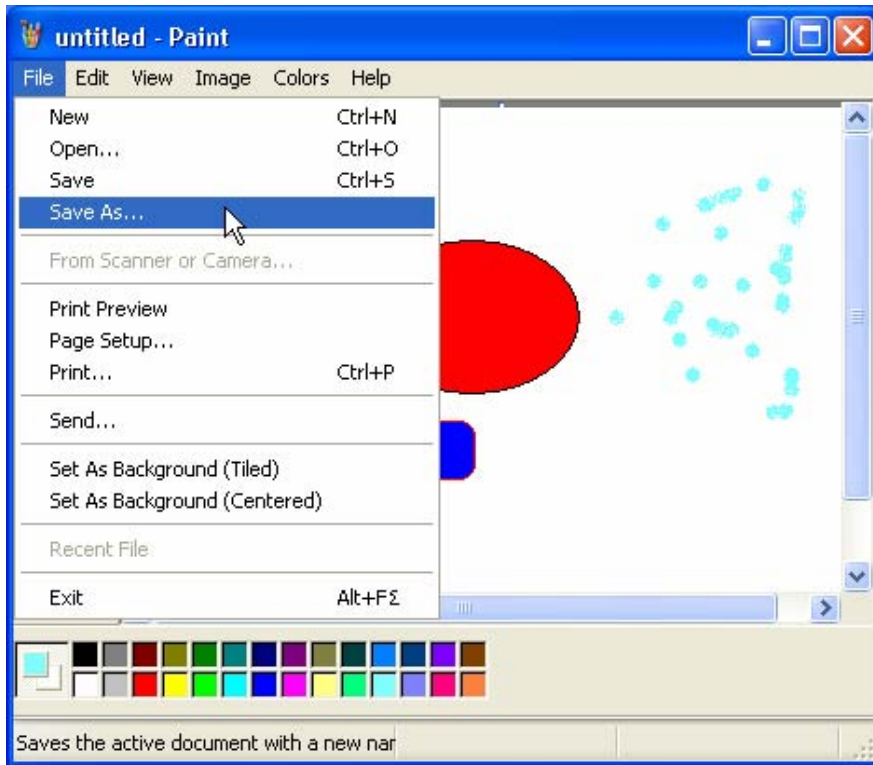 untitled - Paint
File Edit View Image Colors Help
New Ctrl+N
Open... Ctrl+O
Save Ctrl+S
Save As...
From Scanner or Camera...
Print Preview
Page Setup...
Print... Ctrl+P
Send...
Set As Background (Tiled)
Set As Background (Centered)
Recent File
Exit Alt+FΣ
Saves the active document with a new nar